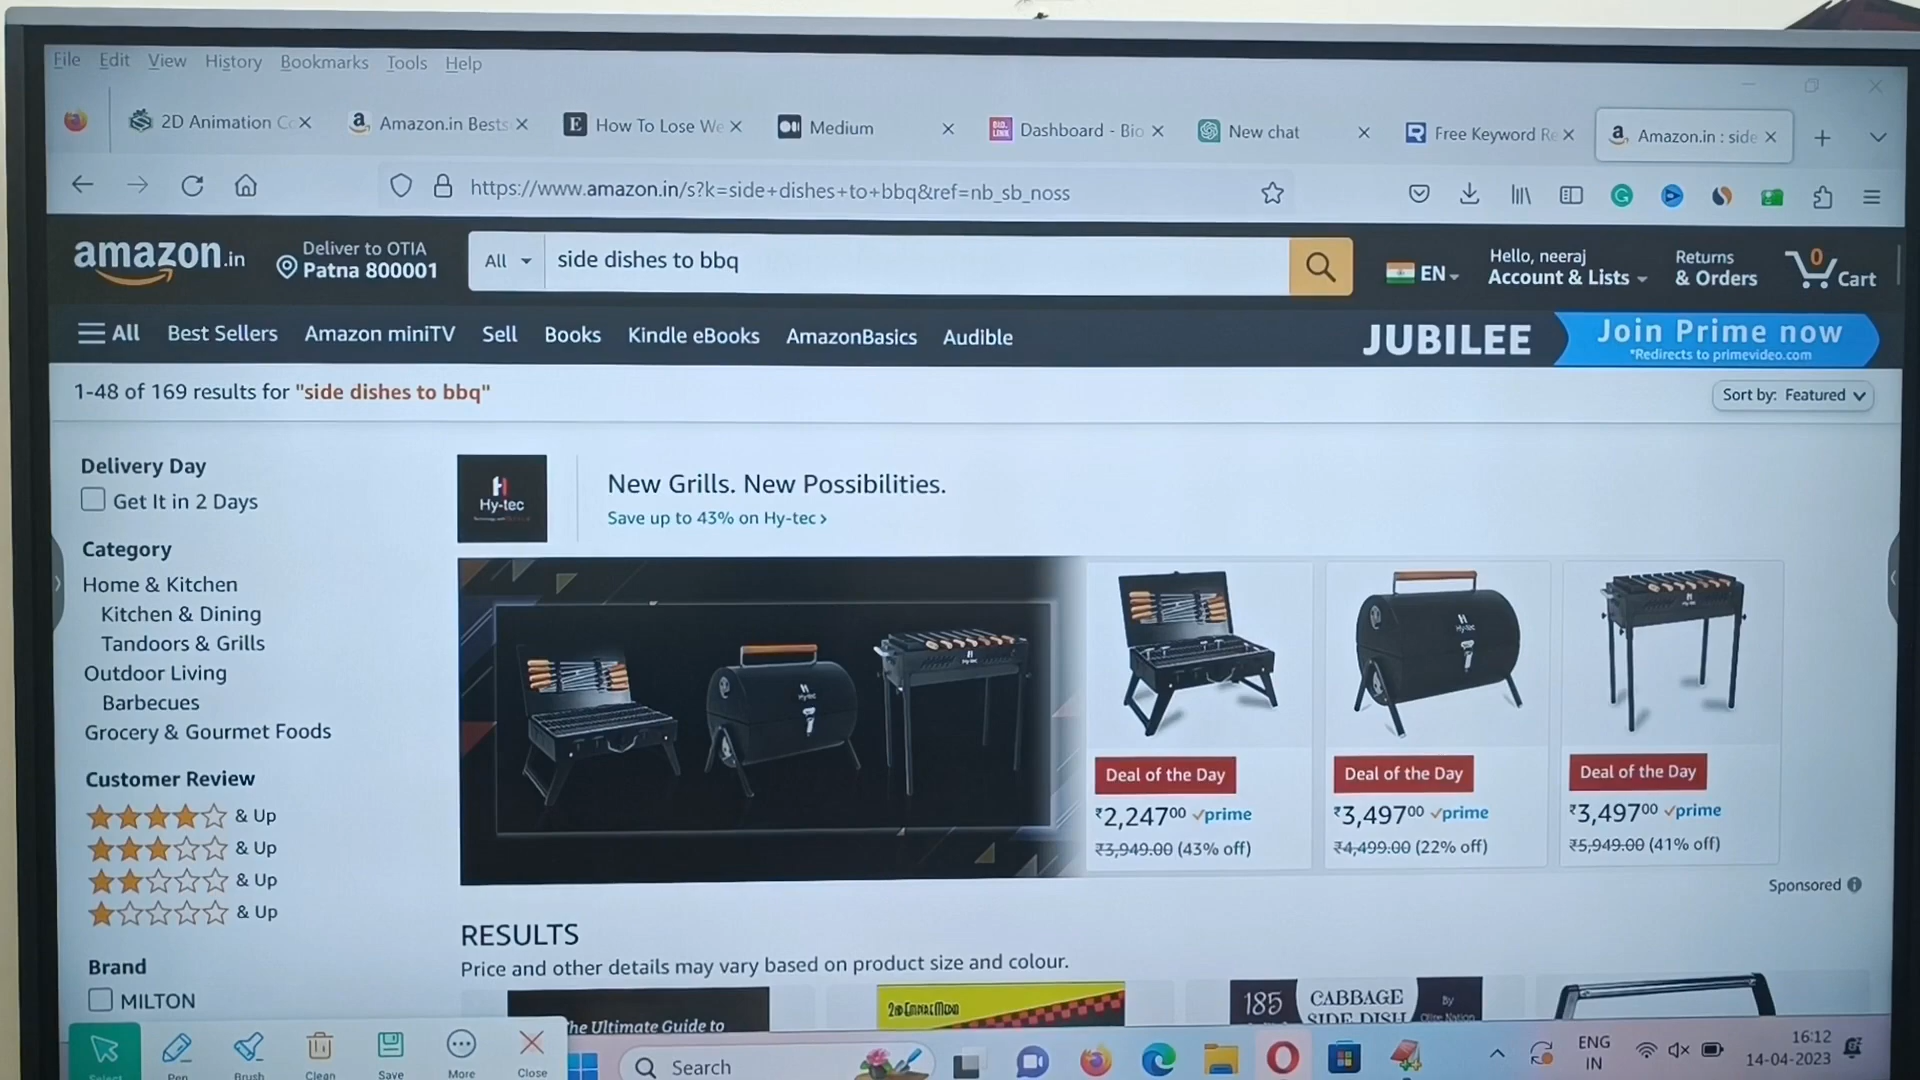 File Edit View History Bookmarks Tools Help
2D Animation Co
Amazon.in Bests
How To Lose We
Medium
Dashboard - Bio
New chat
Free Keyword Re
Amazon.in : side
https://www.amazon.in/s?k=side+dishes+to+bbq&ref=nb_sb_noss
amazon.in
Deliver to OTIA
Patna 800001
All
side dishes to bbq
EN
Hello, neeraj
Account & Lists
Returns
& Orders
0
Cart
All Best Sellers Amazon miniTV Sell Books Kindle eBooks AmazonBasics Audible
JUBILEE
Join Prime now
*Redirects to primevideo.com
1-48 of 169 results for "side dishes to bbq"
Sort by: Featured
Delivery Day
Get It in 2 Days
Category
Home & Kitchen
Kitchen & Dining
Tandoors & Grills
Outdoor Living
Barbecues
Grocery & Gourmet Foods
Customer Review
& Up
& Up
& Up
& Up
Brand
MILTON
Hy-tec
New Grills. New Possibilities.
Save up to 43% on Hy-tec ›
Deal of the Day
₹2,24700 prime
₹3,949.00 (43% off)
Deal of the Day
₹3,49700 prime
₹4,499.00 (22% off)
Deal of the Day
₹3,49700 prime
₹5,949.00 (41% off)
Sponsored
RESULTS
Price and other details may vary based on product size and colour.
The Ultimate Guide to
185
CABBAGE
SIDE DISH
By
Olive Nation
Select Pen Brush Clean Save More Close
Search
ENG
IN
16:12
14-04-2023